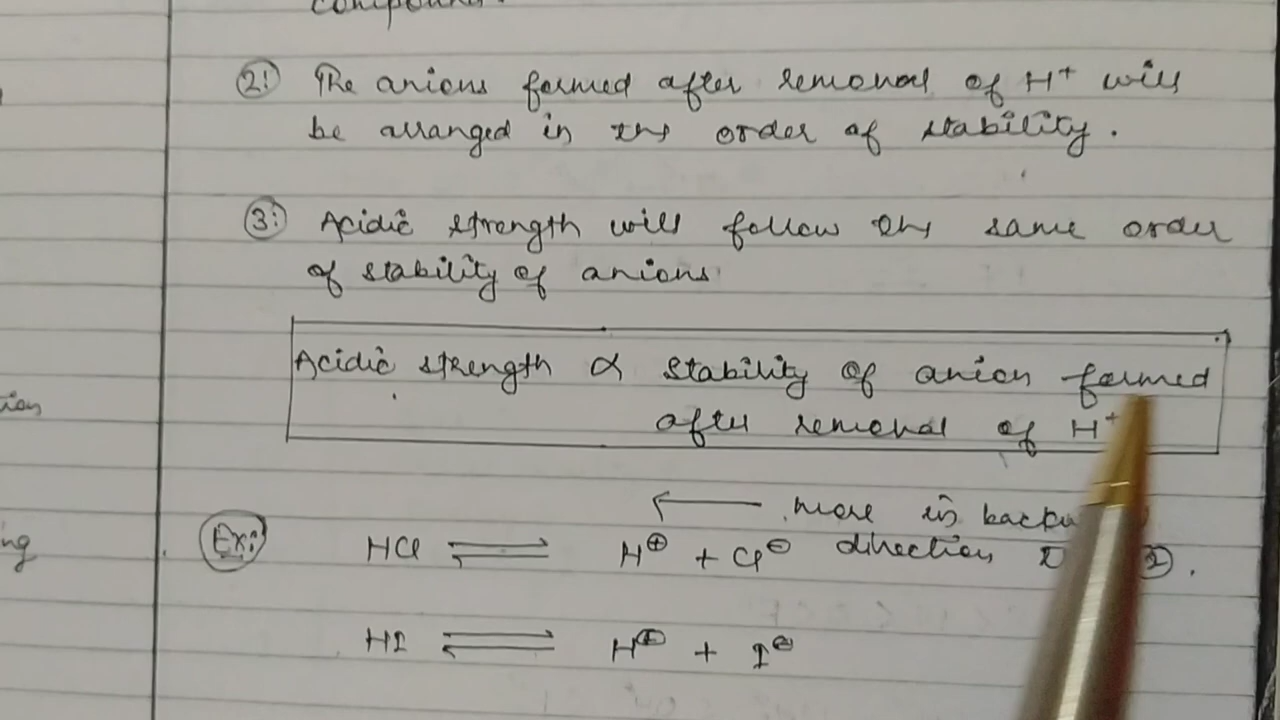 compound.
2: The anions formed after removal of H⁺ will
be arranged in the order of stability.
3: Acidic strength will follow the same order
of stability of anions
Acidic strength ∝ stability of anion formed
after removal of H⁺
← more in
Ex: HCl ⇌ H⊕ + Cl⊖ direction
HI ⇌ H⊕ + I⊖